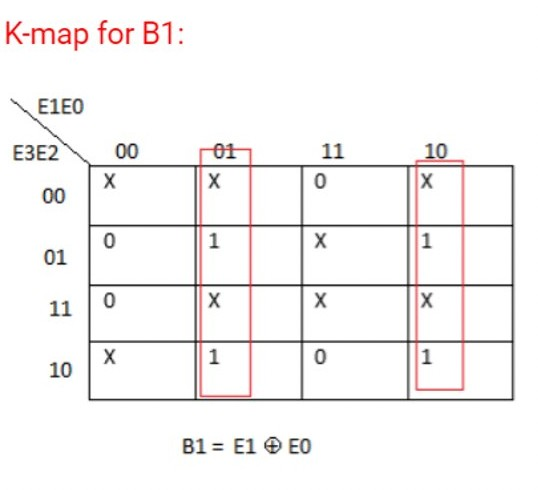 K-map for B1:
E1E0
E3E2 00 01 11 10
00 X X 0 X
01 0 1 X 1
11 0 X X X
10 X 1 0 1
B1 = E1 ⊕ E0